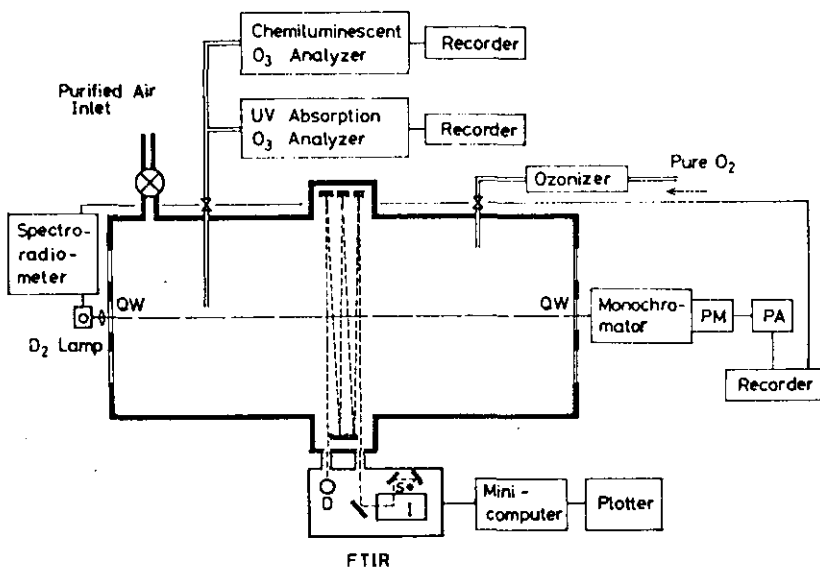 Chemiluminescent
O3 Analyzer
Recorder
Purified Air
Inlet
UV Absorption
O3 Analyzer
Recorder
Pure O2
Ozonizer
Spectro-
radio-
meter
QW
QW
Monochro-
mator
PM
PA
D2 Lamp
Recorder
S
D
I
Mini-
computer
Plotter
FTIR